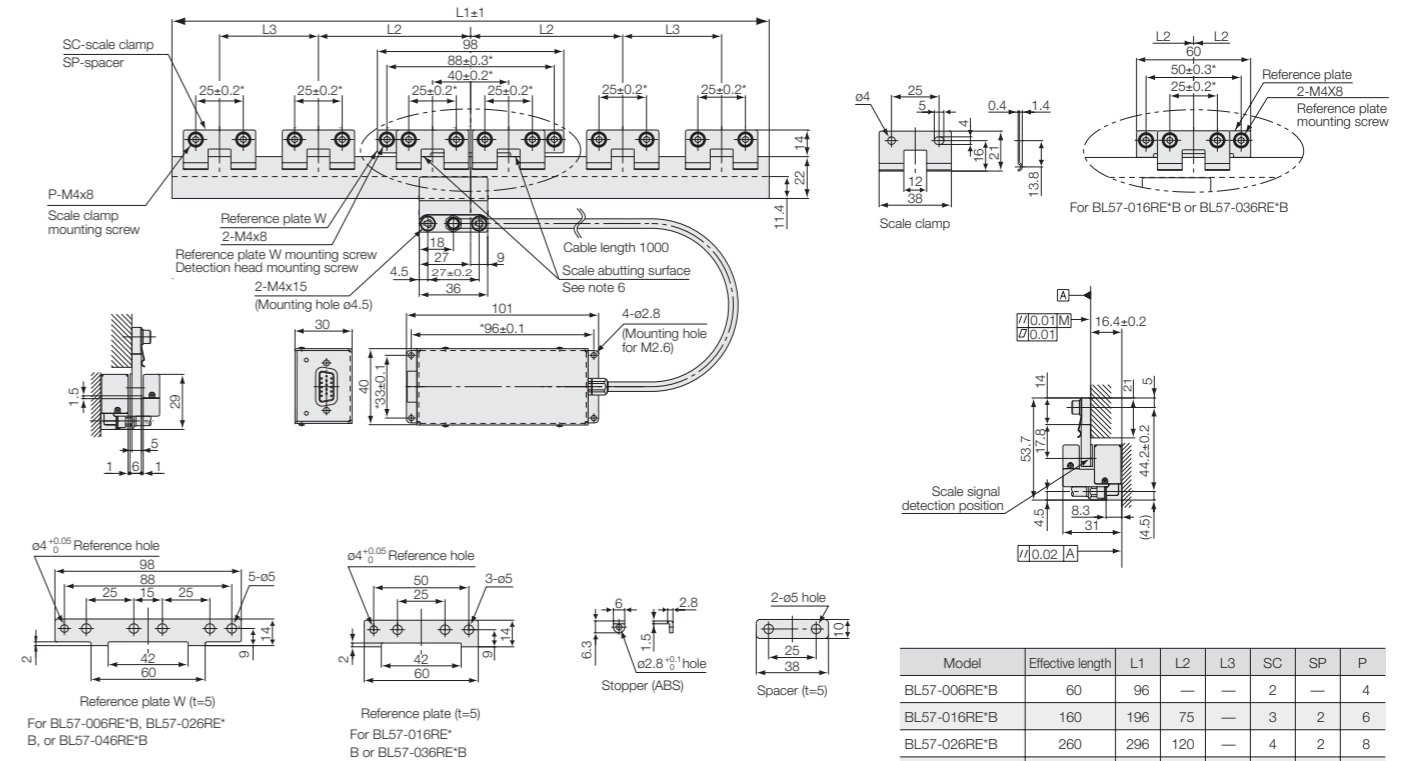 L1±1
L3
L2
L2
L3
98
88±0.3*
40±0.2*
25±0.2*
25±0.2*
25±0.2*
25±0.2*
25±0.2*
25±0.2*
SC-scale clamp
SP-spacer
14
22
11.4
P-M4x8
Scale clamp
mounting screw
Reference plate W
2-M4x8
Reference plate W mounting screw
Detection head mounting screw
2-M4x15
(Mounting hole ø4.5)
18
27
9
4.5
27±0.2
36
Cable length 1000
Scale abutting surface
See note 6
ø4
25
5
4
16
21
12
38
0.4
1.4
13.8
Scale clamp
L2
L2
60
50±0.3*
25±0.2*
Reference plate
2-M4X8
Reference plate
mounting screw
For BL57-016RE*B or BL57-036RE*B
1.5
29
5
1
6
1
30
101
*96±0.1
40
*33±0.1
4-ø2.8
(Mounting hole
for M2.6)
A
// 0.01 M
0.01
16.4±0.2
14
21
5
53.7
17.8
44.2±0.2
Scale signal
detection position
4.5
8.3
31
(4.5)
// 0.02 A
ø4 +0.05 0 Reference hole
98
88
25
15
25
5-ø5
2
42
60
9
14
Reference plate W (t=5)
For BL57-006RE*B, BL57-026RE*
B, or BL57-046RE*B
ø4 +0.05 0 Reference hole
50
25
3-ø5
2
42
60
9
14
Reference plate (t=5)
For BL57-016RE*
B or BL57-036RE*B
6
2.8
6.3
1.5
ø2.8 +0.1 0 hole
Stopper (ABS)
2-ø5 hole
10
25
38
Spacer (t=5)
Model Effective length L1 L2 L3 SC SP P
BL57-006RE*B 60 96 — — 2 — 4
BL57-016RE*B 160 196 75 — 3 2 6
BL57-026RE*B 260 296 120 — 4 2 8